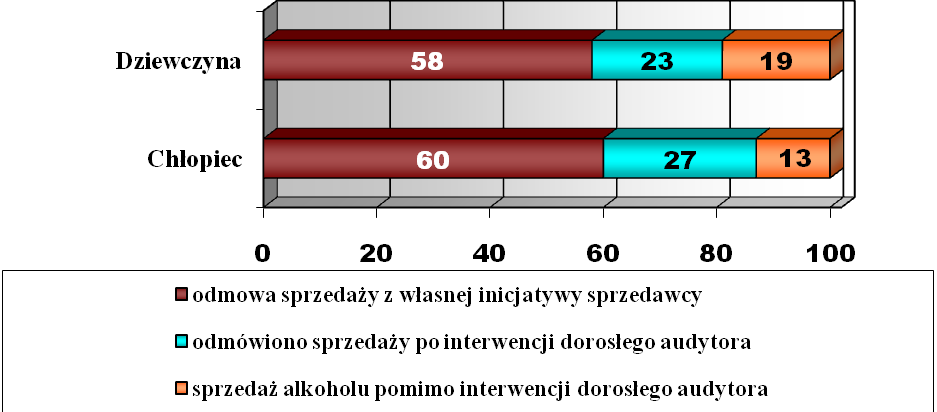 Dziewczyna 58 23 19
Chłopiec 60 27 13
0 20 40 60 80 100
odmowa sprzedaży z własnej inicjatywy sprzedawcy
odmówiono sprzedaży po interwencji dorosłego audytora
sprzedaż alkoholu pomimo interwencji dorosłego audytora